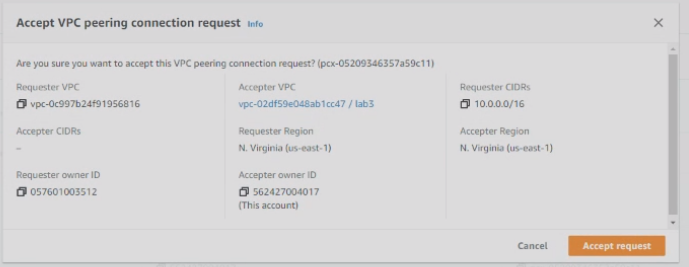 Accept VPC peering connection request Info
Are you sure you want to accept this VPC peering connection request? (pcx-05209346357a59c11)
Requester VPC
vpc-0c997b24f91956816
Accepter VPC
vpc-02df59e048ab1cc47 / lab3
Requester CIDRs
10.0.0.0/16
Accepter CIDRs
–
Requester Region
N. Virginia (us-east-1)
Accepter Region
N. Virginia (us-east-1)
Requester owner ID
057601003512
Accepter owner ID
562427004017
(This account)
Cancel
Accept request